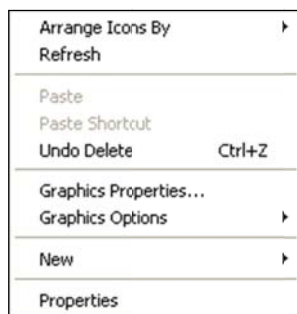 Arrange Icons By
Refresh
Paste
Paste Shortcut
Undo Delete Ctrl+Z
Graphics Properties...
Graphics Options
New
Properties